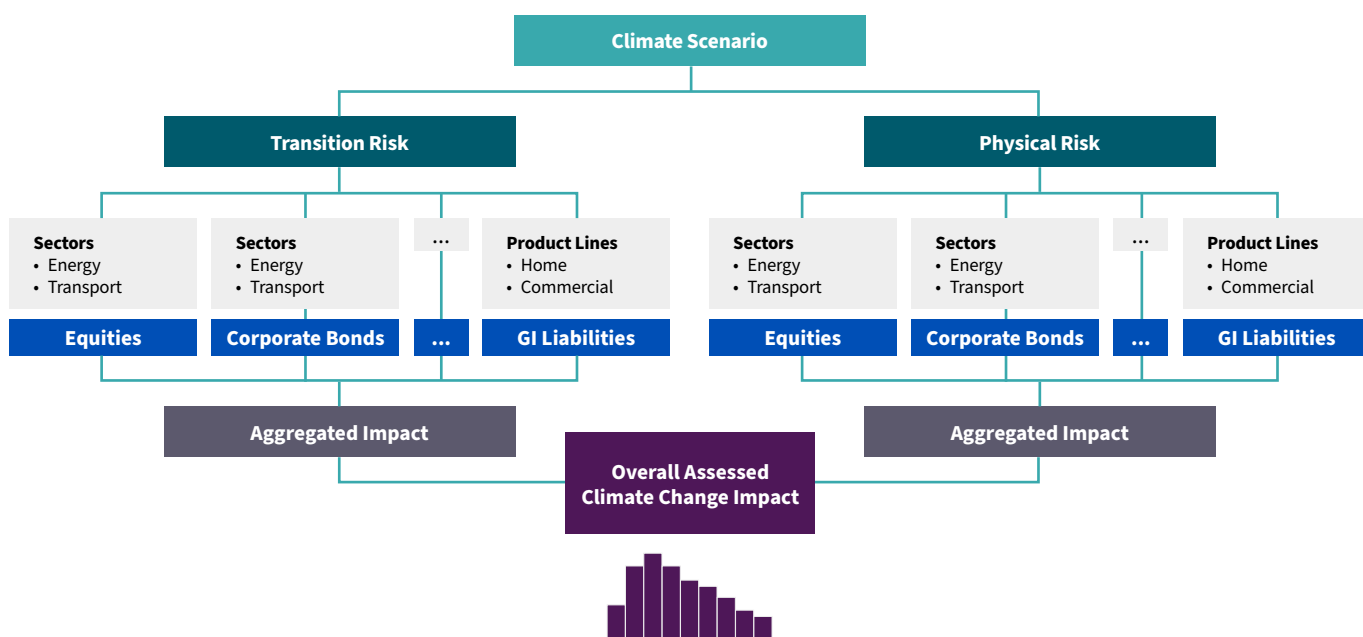 Climate Scenario
Transition Risk
Physical Risk
Sectors
• Energy
• Transport
Sectors
• Energy
• Transport
...
Product Lines
• Home
• Commercial
Sectors
• Energy
• Transport
Sectors
• Energy
• Transport
...
Product Lines
• Home
• Commercial
Equities
Corporate Bonds
...
GI Liabilities
Equities
Corporate Bonds
...
GI Liabilities
Aggregated Impact
Aggregated Impact
Overall Assessed
Climate Change Impact